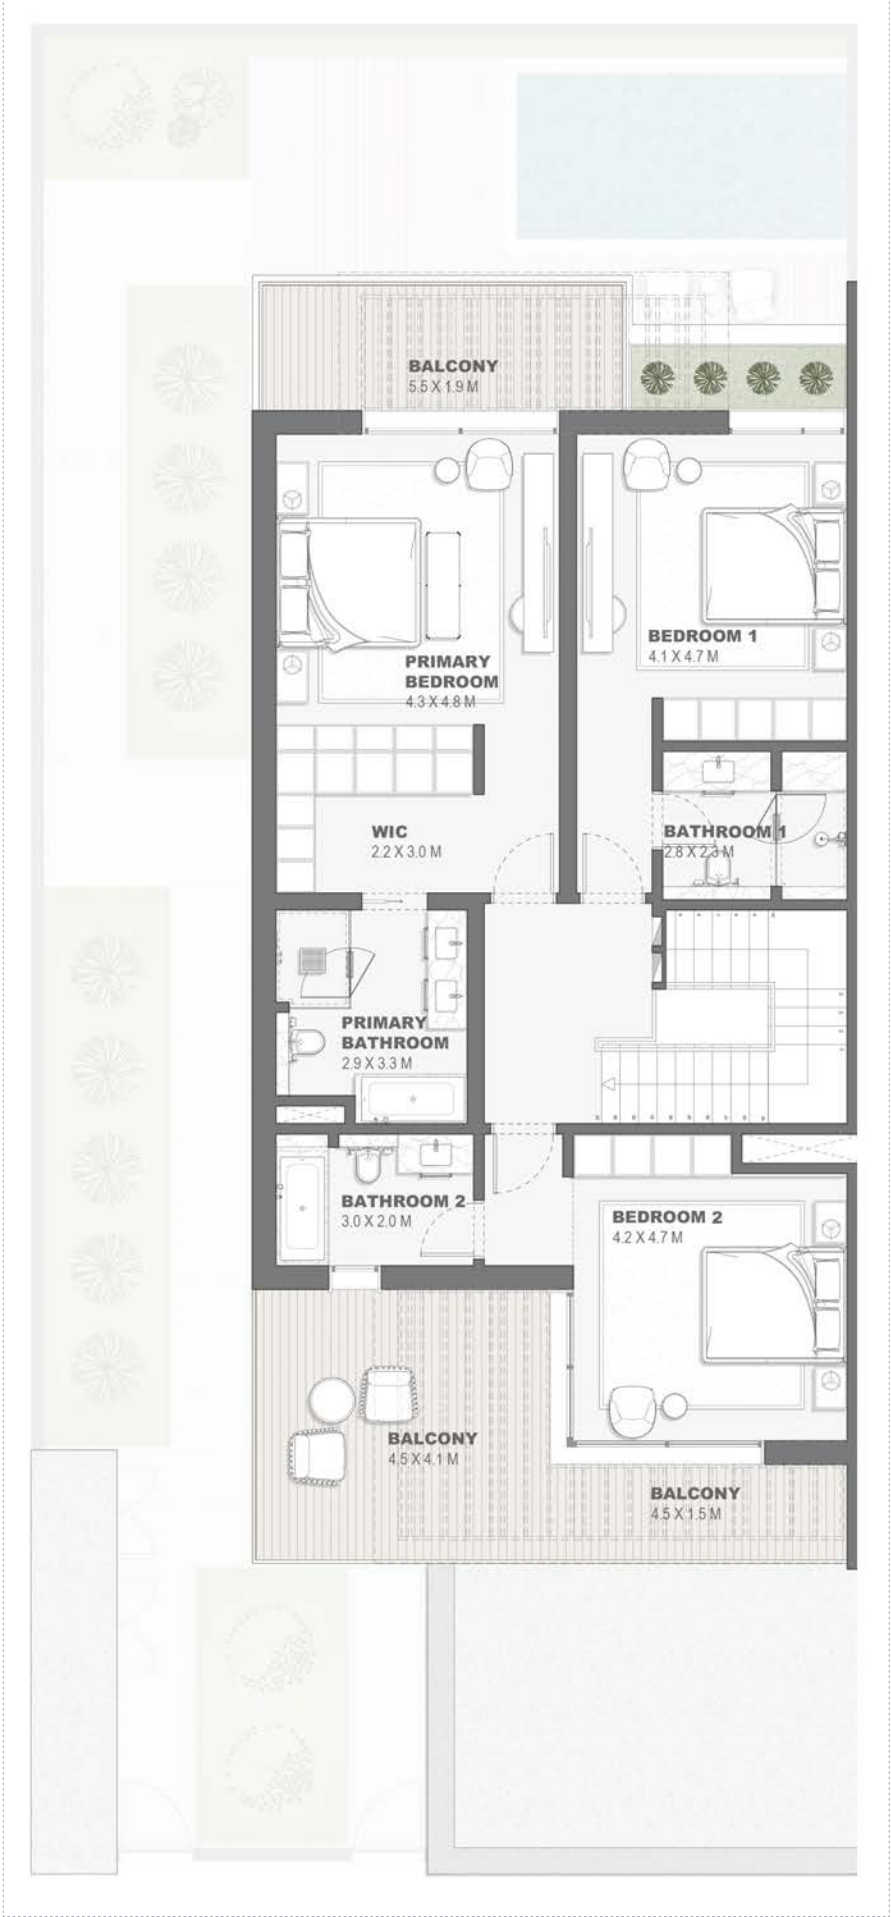 BALCONY
5.5 X 1.9 M
PRIMARY
BEDROOM
4.3 X 4.8 M
BEDROOM 1
4.1 X 4.7 M
WIC
2.2 X 3.0 M
BATHROOM 1
2.8 X 2.3 M
PRIMARY
BATHROOM
2.9 X 3.3 M
BATHROOM 2
3.0 X 2.0 M
BEDROOM 2
4.2 X 4.7 M
BALCONY
4.5 X 4.1 M
BALCONY
4.5 X 1.5 M